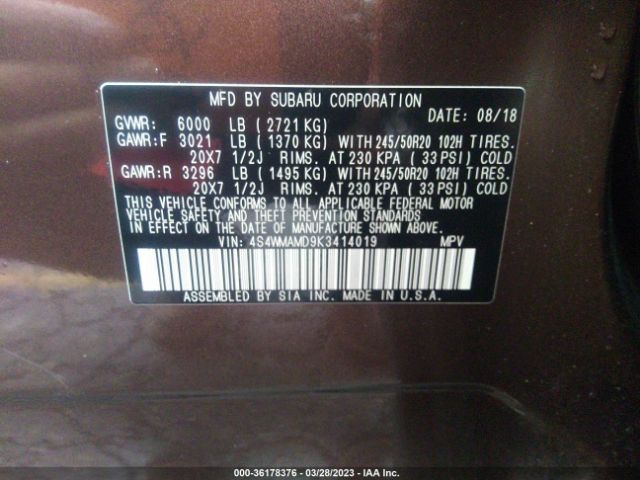 MFD BY SUBARU CORPORATION
DATE: 08/18
GVWR: 6000 LB ( 2721 KG)
GAWR:F 3021 LB ( 1370 KG) WITH 245/50R20 102H TIRES.
20X7 1/2J RIMS. AT 230 KPA ( 33 PSI) COLD
GAWR:R 3296 LB ( 1495 KG) WITH 245/50R20 102H TIRES.
20X7 1/2J RIMS. AT 230 KPA ( 33 PSI) COLD
THIS VEHICLE CONFORMS TO ALL APPLICABLE FEDERAL MOTOR
VEHICLE SAFETY AND THEFT PREVENTION STANDARDS IN
EFFECT ON THE DATE OF MANUFACTURE SHOWN ABOVE.
VIN: 4S4WMAMD9K3414019 MPV
ASSEMBLED BY SIA INC. MADE IN U.S.A.
000-36178376 | 03/28/2023 | IAA Inc.